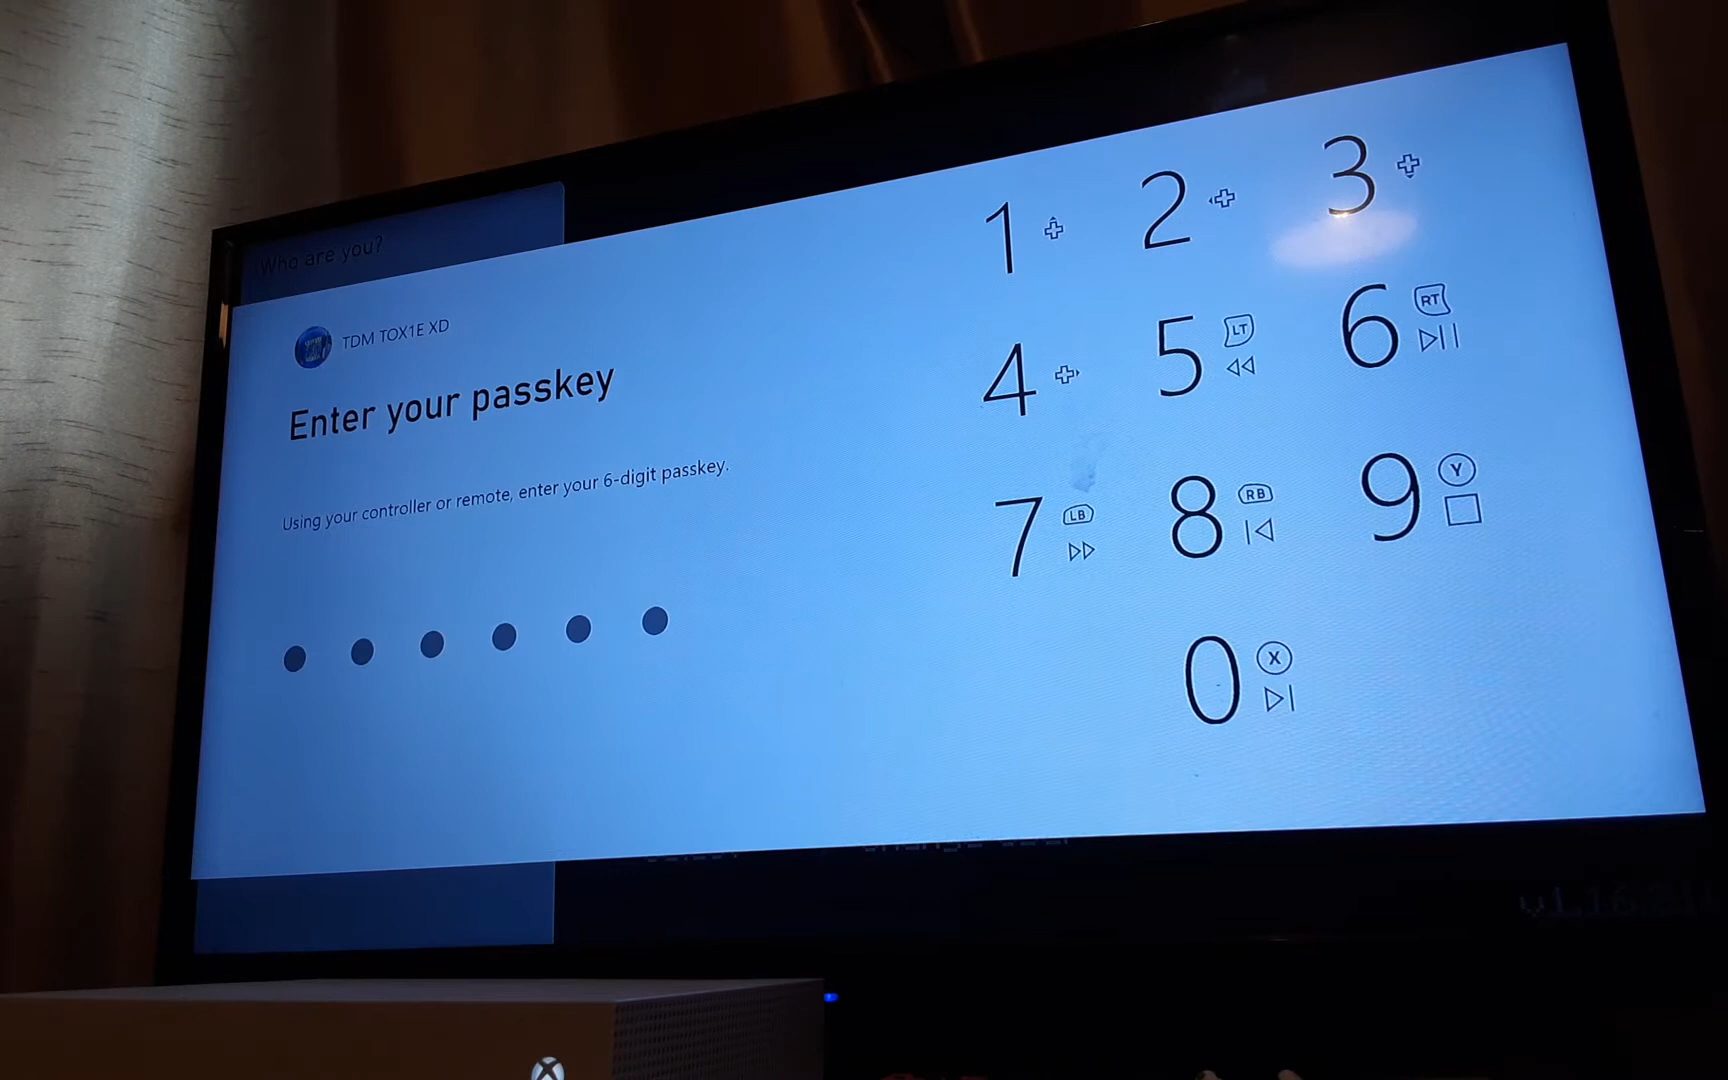 Who are you?
TDM TOX1E XD
Enter your passkey
Using your controller or remote, enter your 6-digit passkey.
1 2 3
4 5 LT 6 RT
7 LB 8 RB 9 Y
0 X